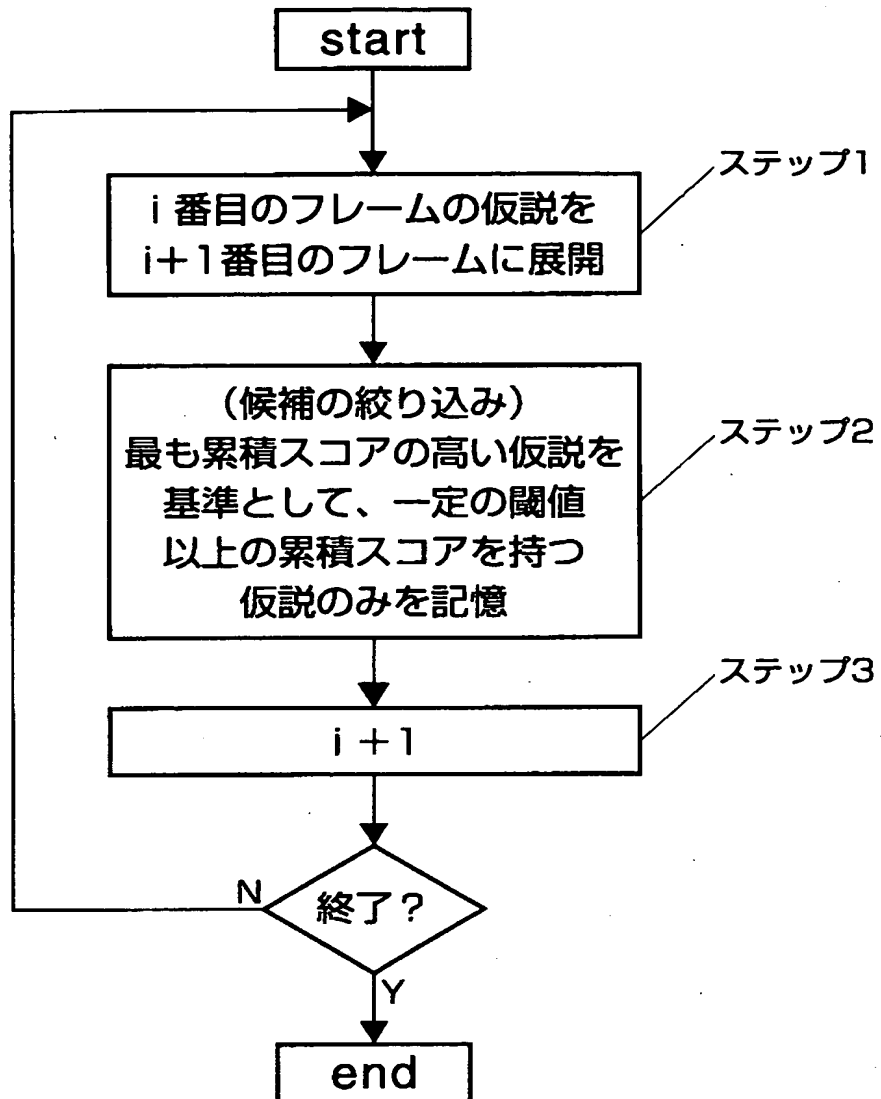 start
i番目のフレームの仮説を
i+1番目のフレームに展開
ステップ1
(候補の絞り込み)
最も累積スコアの高い仮説を
基準として、一定の閾値
以上の累積スコアを持つ
仮説のみを記憶
ステップ2
i+1
ステップ3
終了?
N
Y
end